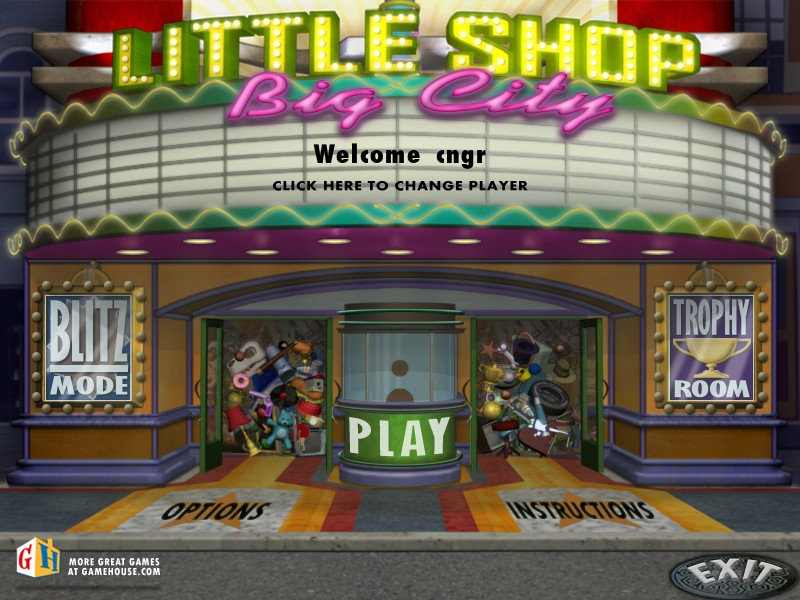 LITTLE SHOP
Big City
Welcome cngr
CLICK HERE TO CHANGE PLAYER
BLITZ
MODE
TROPHY
ROOM
PLAY
OPTIONS
INSTRUCTIONS
GH
MORE GREAT GAMES
AT GAMEHOUSE.COM
EXIT